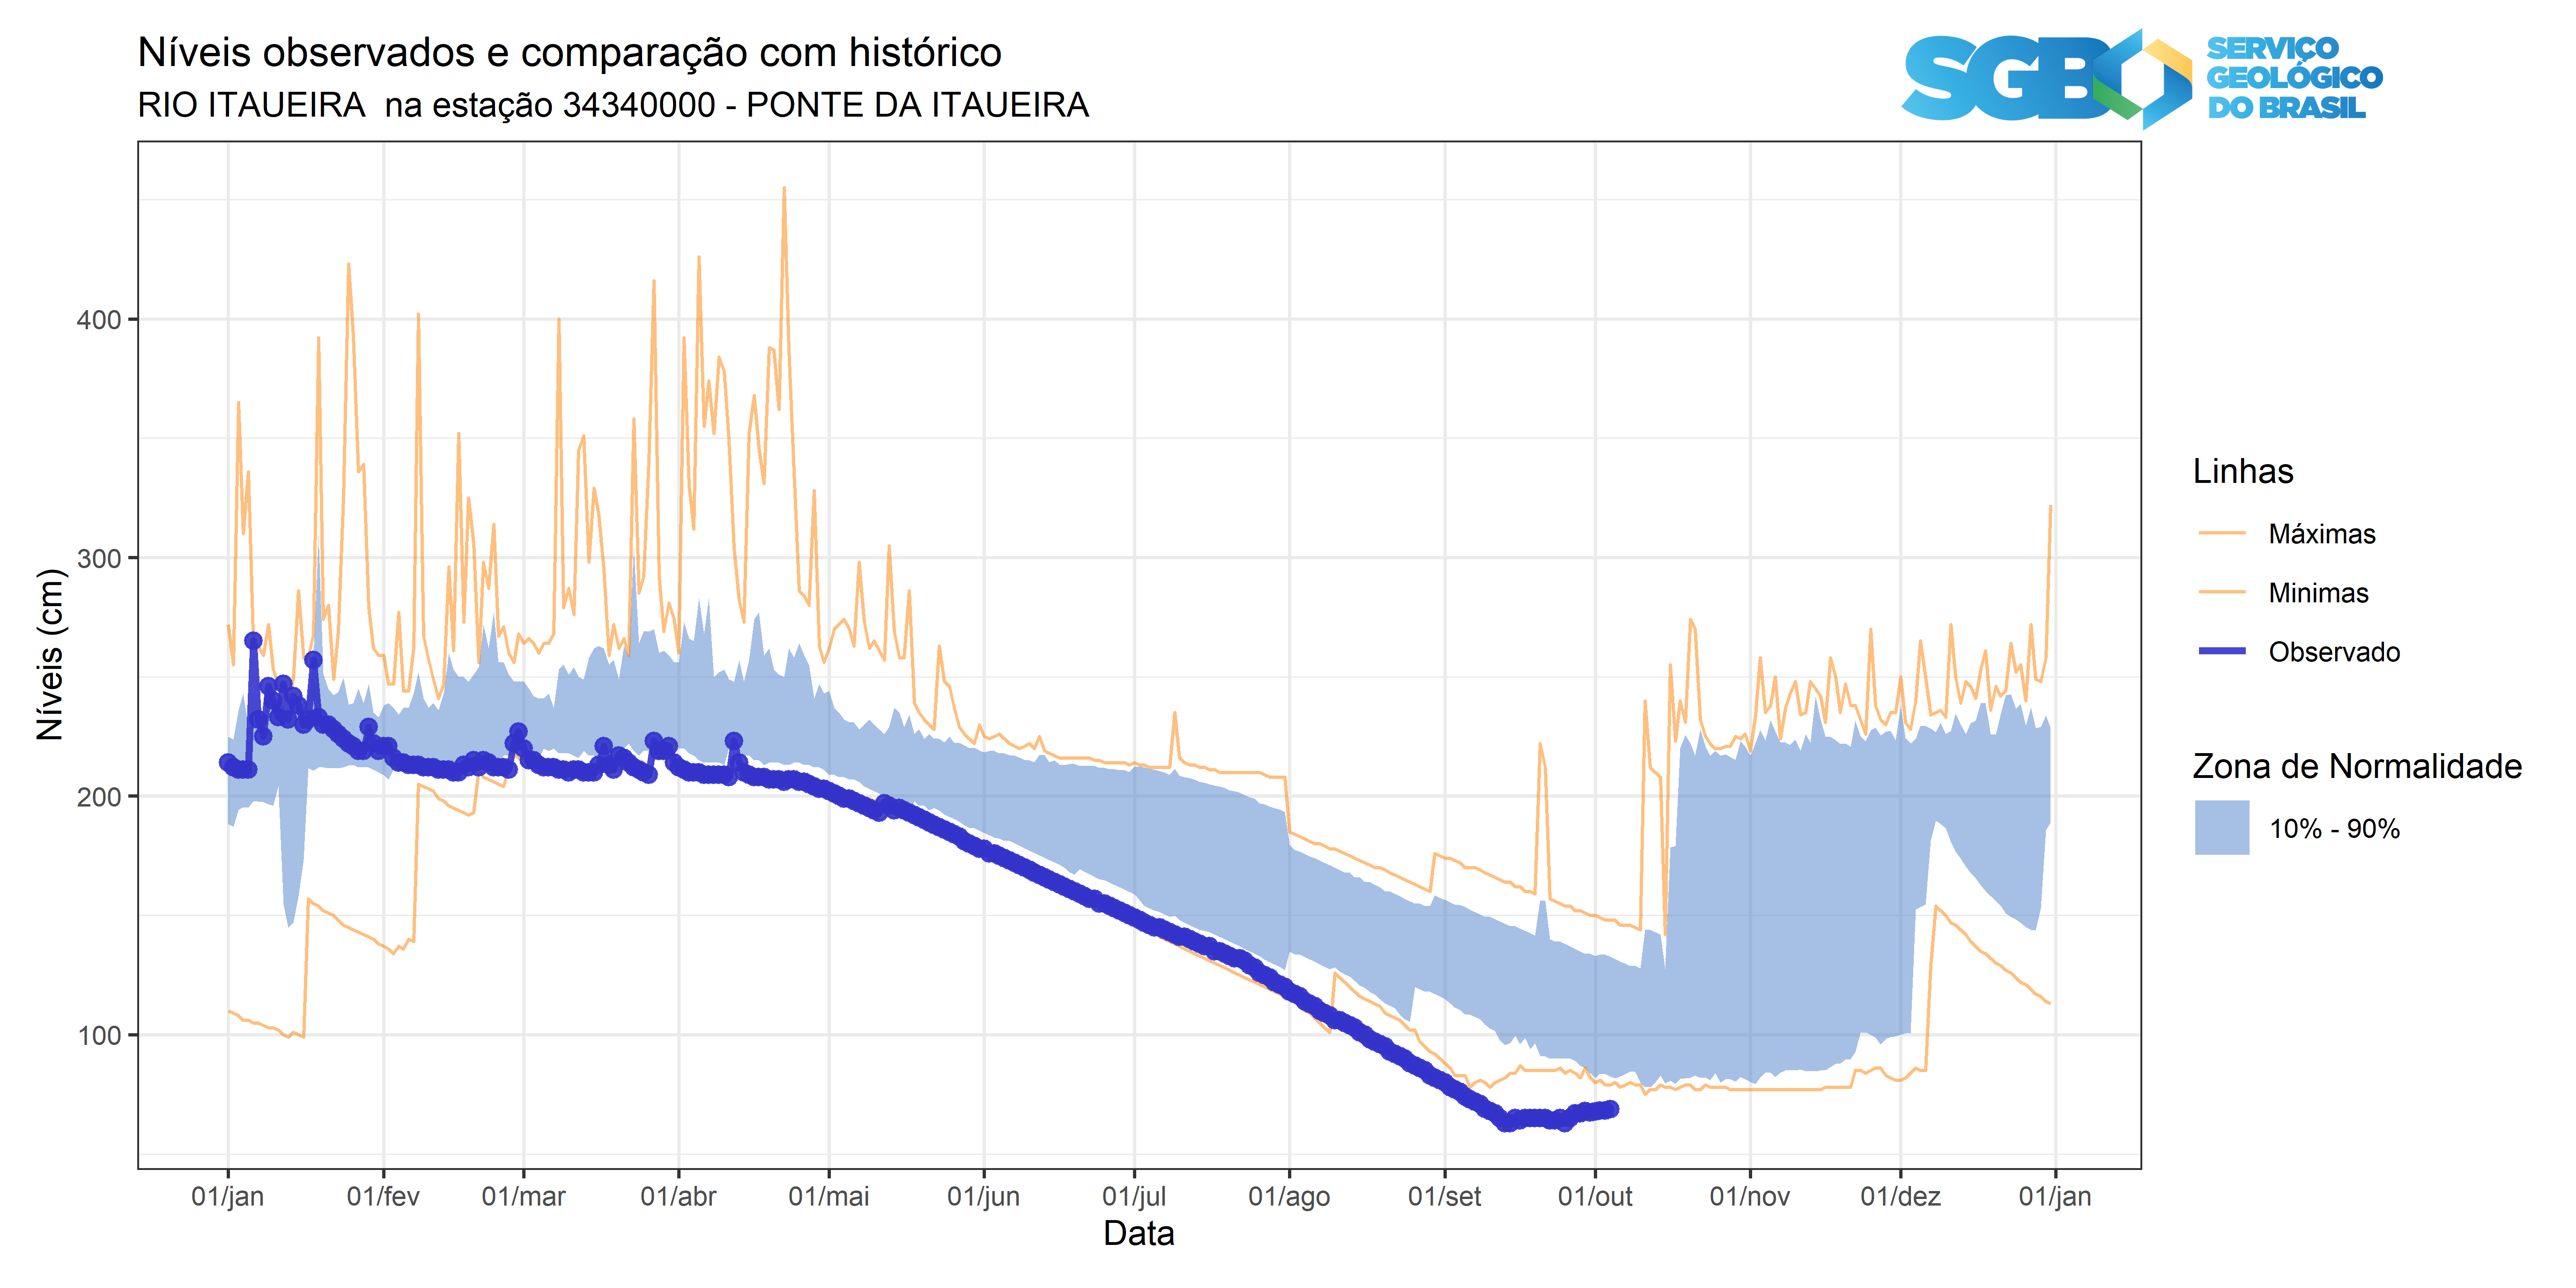 Níveis observados e comparação com histórico
RIO ITAUEIRA  na estação 34340000 - PONTE DA ITAUEIRA
SGB
SERVIÇO
GEOLÓGICO
DO BRASIL
Níveis (cm)
400
300
200
100
01/jan
01/fev
01/mar
01/abr
01/mai
01/jun
01/jul
01/ago
01/set
01/out
01/nov
01/dez
01/jan
Data
Linhas
Máximas
Minimas
Observado
Zona de Normalidade
10% - 90%